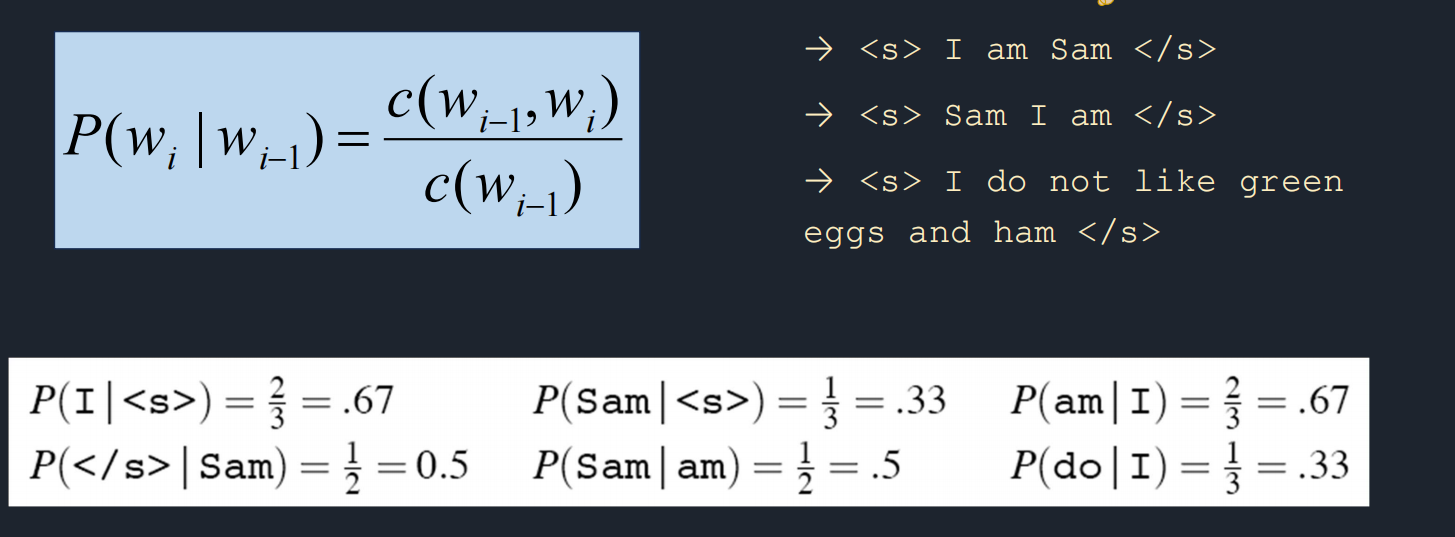 P(w_i | w_{i-1}) = c(w_{i-1}, w_i) / c(w_{i-1})
→ <s> I am Sam </s>
→ <s> Sam I am </s>
→ <s> I do not like green
eggs and ham </s>
P(I|<s>) = 2/3 = .67 P(Sam|<s>) = 1/3 = .33 P(am|I) = 2/3 = .67
P(</s>|Sam) = 1/2 = 0.5 P(Sam|am) = 1/2 = .5 P(do|I) = 1/3 = .33